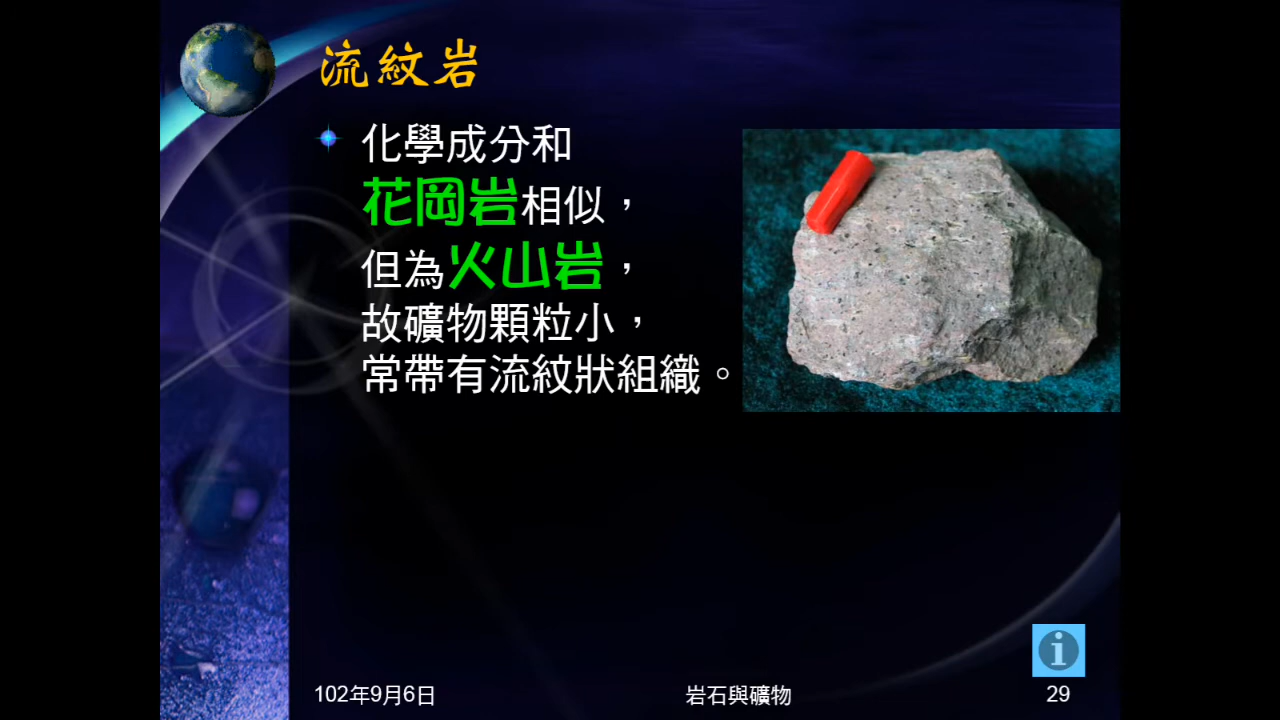 流紋岩
化學成分和
花岡岩相似，
但為火山岩，
故礦物顆粒小，
常帶有流紋狀組織。
102年9月6日
岩石與礦物
29